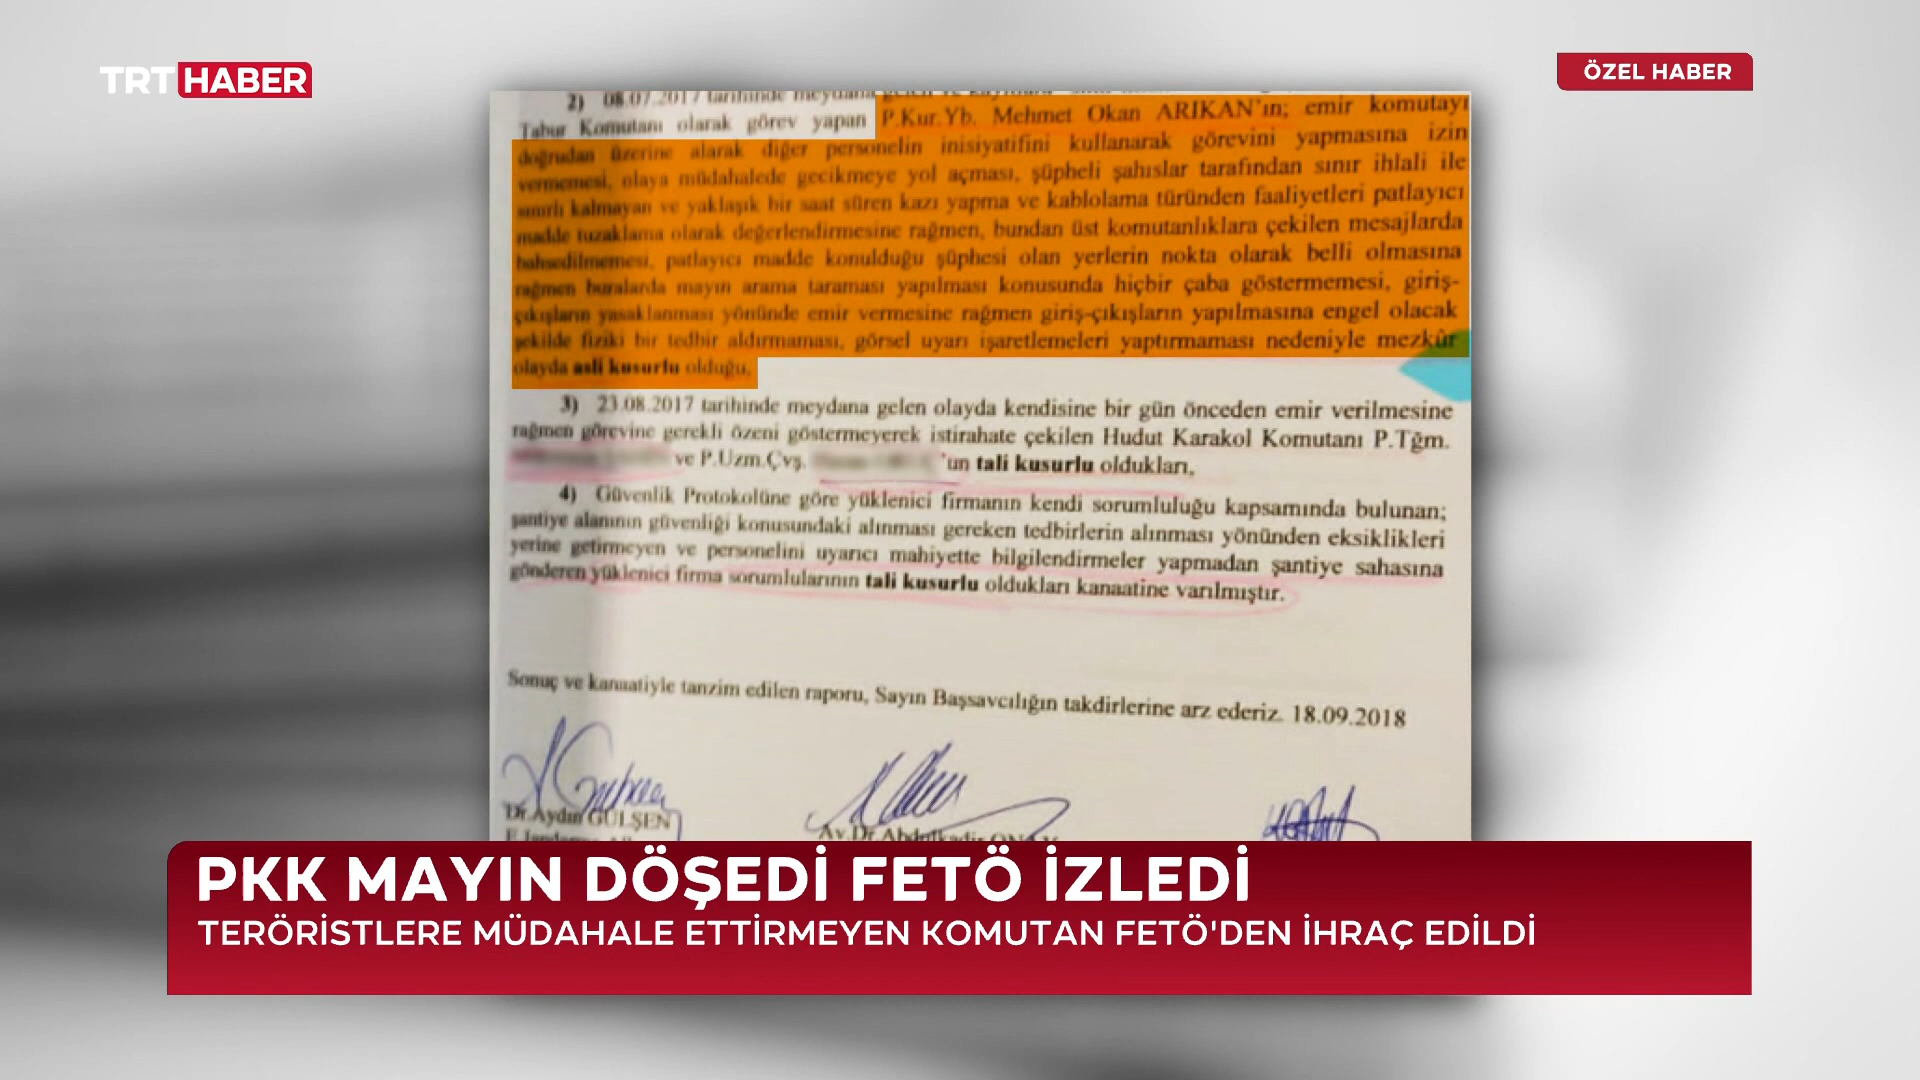 TRT HABER
ÖZEL HABER
2) 08.07.2017 tarihinde meydana
Tabur Komutanı olarak görev yapan P.Kur.Yb. Mehmet Okan ARIKAN'ın; emir komutayı
doğrudan üzerine alarak diğer personelin inisiyatifini kullanarak görevini yapmasına izin
vermemesi, olaya müdahalede gecikmeye yol açması, şüpheli şahıslar tarafından sınır ihlali ile
sınırlı kalmayan ve yaklaşık bir saat süren kazı yapma ve kablolama türünden faaliyetleri patlayıcı
madde tuzaklama olarak değerlendirmesine rağmen, bundan üst komutanlıklara çekilen mesajlarda
bahsedilmemesi, patlayıcı madde konulduğu şüphesi olan yerlerin nokta olarak belli olmasına
rağmen buralarda mayın arama taraması yapılması konusunda hiçbir çaba göstermemesi, giriş-
çıkışların yasaklanması yönünde emir vermesine rağmen giriş-çıkışların yapılmasına engel olacak
şekilde fiziki bir tedbir aldırmaması, görsel uyarı işaretlemeleri yaptırmaması nedeniyle mezkûr
olayda asli kusurlu olduğu,
3) 23.08.2017 tarihinde meydana gelen olayda kendisine bir gün önceden emir verilmesine
rağmen görevine gerekli özeni göstermeyerek istirahate çekilen Hudut Karakol Komutanı P.Tğm.
ve P.Uzm.Çvş. 'un tali kusurlu oldukları,
4) Güvenlik Protokolüne göre yüklenici firmanın kendi sorumluluğu kapsamında bulunan;
şantiye alanının güvenliği konusundaki alınması gereken tedbirlerin alınması yönünden eksiklikleri
yerine getirmeyen ve personelini uyarıcı mahiyette bilgilendirmeler yapmadan şantiye sahasına
gönderen yüklenici firma sorumlularının tali kusurlu oldukları kanaatine varılmıştır.
Sonuç ve kanaatiyle tanzim edilen raporu, Sayın Başsavcılığın takdirlerine arz ederiz. 18.09.2018
Dr.Aydın GÜLŞEN
Av.Dr.Abdulkadir
PKK MAYIN DÖŞEDİ FETÖ İZLEDİ
TERÖRİSTLERE MÜDAHALE ETTİRMEYEN KOMUTAN FETÖ'DEN İHRAÇ EDİLDİ